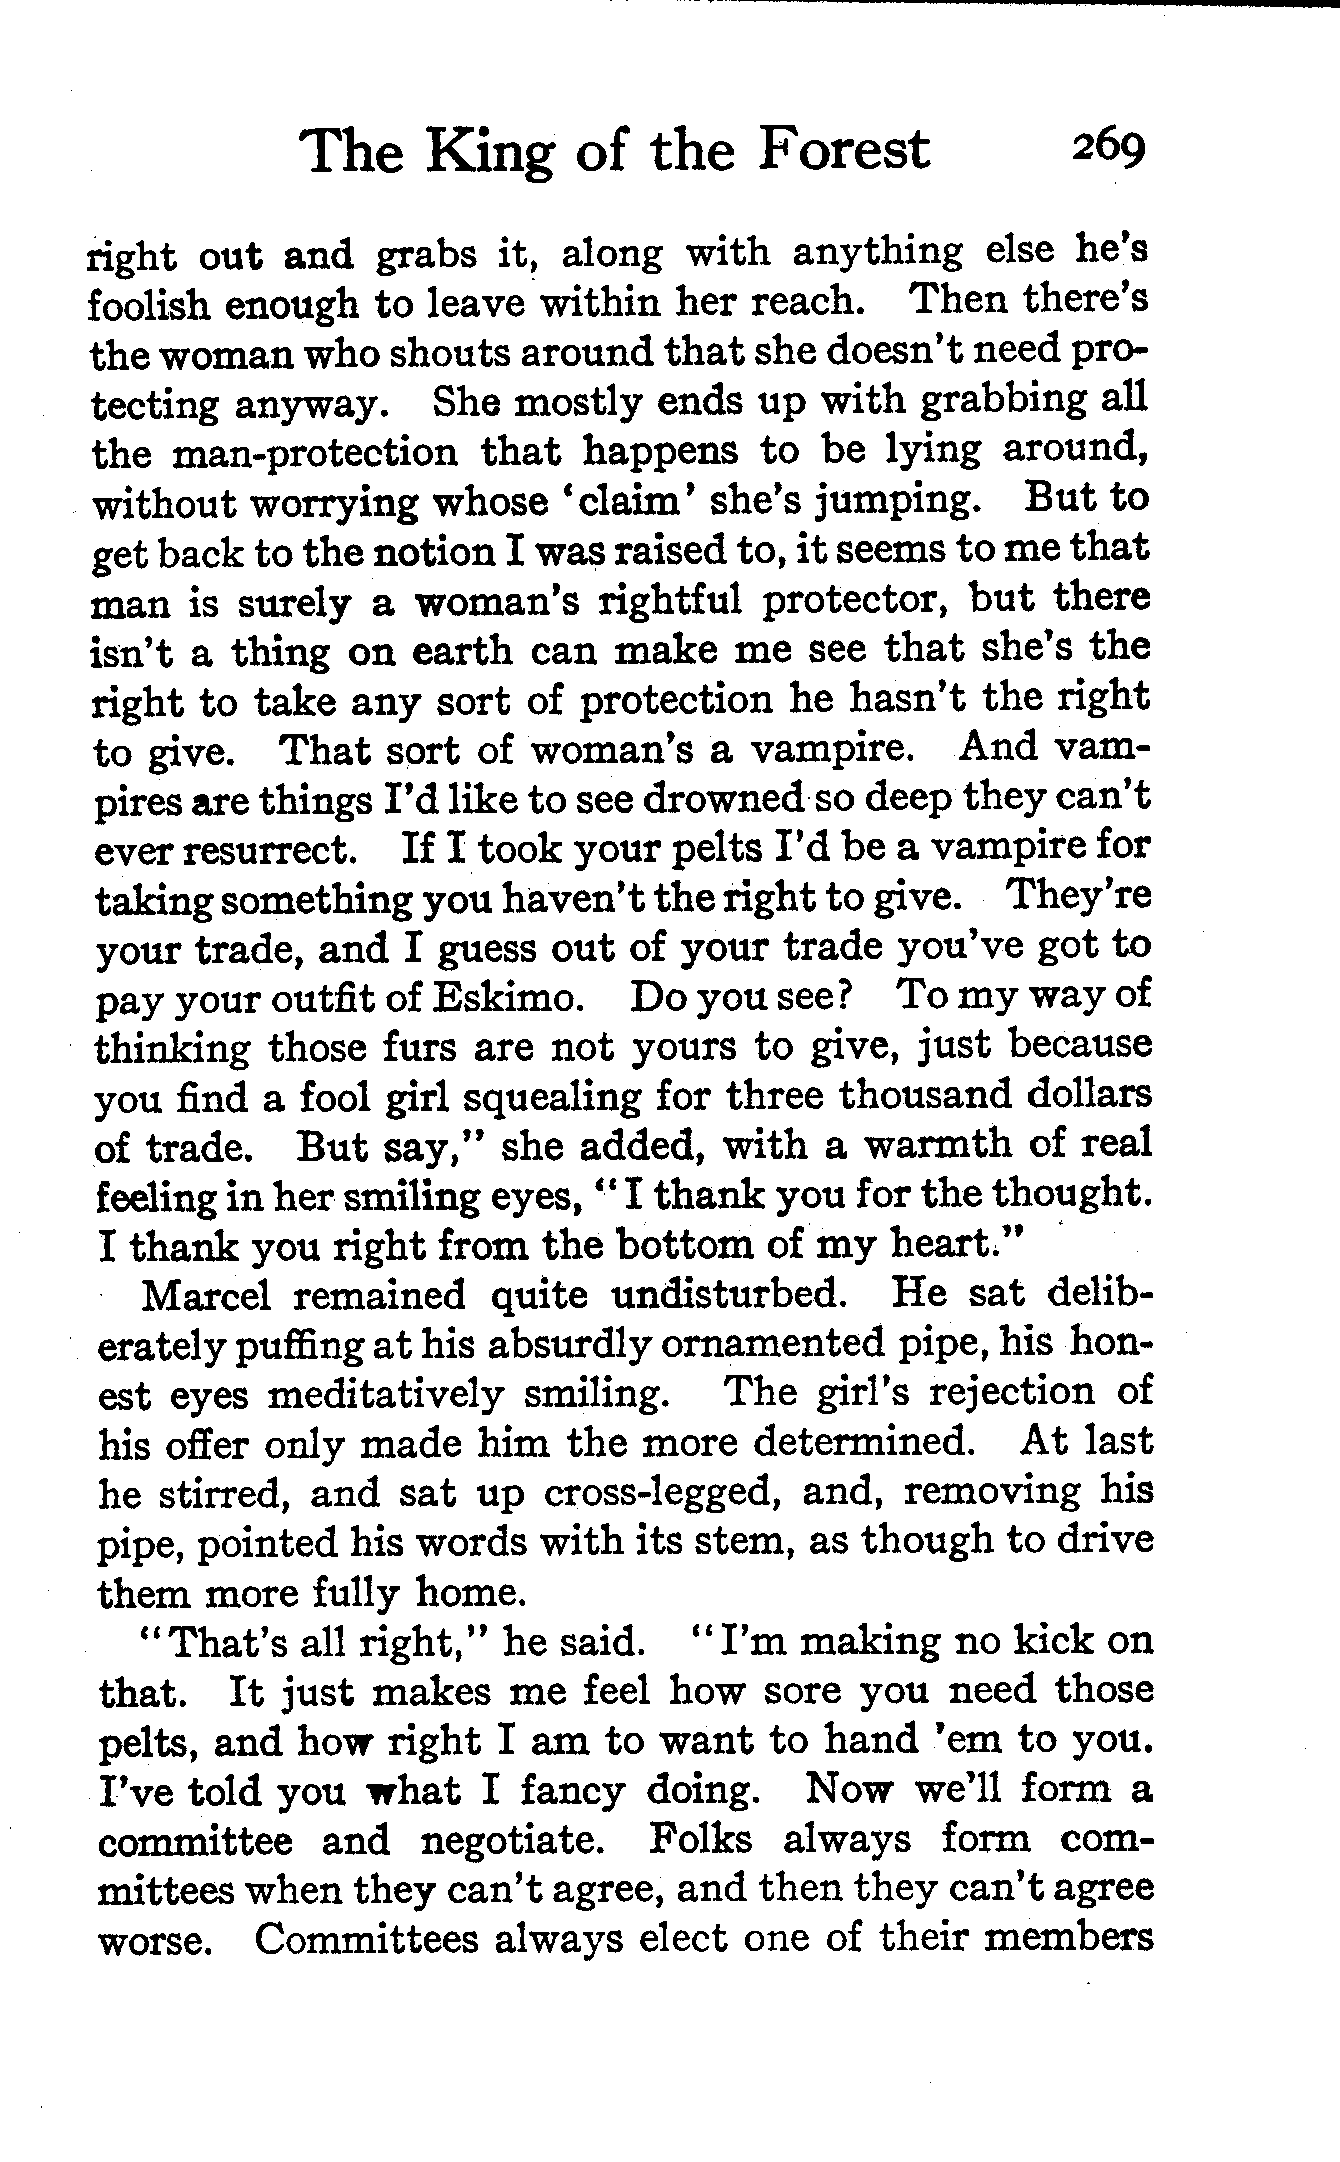 The King of the Forest 269
right out and grabs it, along with anything else he's
foolish enough to leave within her reach. Then there's
the woman who shouts around that she doesn't need pro-
tecting anyway. She mostly ends up with grabbing all
the man-protection that happens to be lying around,
without worrying whose 'claim' she's jumping. But to
get back to the notion I was raised to, it seems to me that
man is surely a woman's rightful protector, but there
isn't a thing on earth can make me see that she's the
right to take any sort of protection he hasn't the right
to give. That sort of woman's a vampire. And vam-
pires are things I'd like to see drowned so deep they can't
ever resurrect. If I took your pelts I'd be a vampire for
taking something you haven't the right to give. They're
your trade, and I guess out of your trade you've got to
pay your outfit of Eskimo. Do you see? To my way of
thinking those furs are not yours to give, just because
you find a fool girl squealing for three thousand dollars
of trade. But say," she added, with a warmth of real
feeling in her smiling eyes, "I thank you for the thought.
I thank you right from the bottom of my heart."
Marcel remained quite undisturbed. He sat delib-
erately puffing at his absurdly ornamented pipe, his hon-
est eyes meditatively smiling. The girl's rejection of
his offer only made him the more determined. At last
he stirred, and sat up cross-legged, and, removing his
pipe, pointed his words with its stem, as though to drive
them more fully home.
"That's all right," he said. "I'm making no kick on
that. It just makes me feel how sore you need those
pelts, and how right I am to want to hand 'em to you.
I've told you what I fancy doing. Now we'll form a
committee and negotiate. Folks always form com-
mittees when they can't agree, and then they can't agree
worse. Committees always elect one of their members